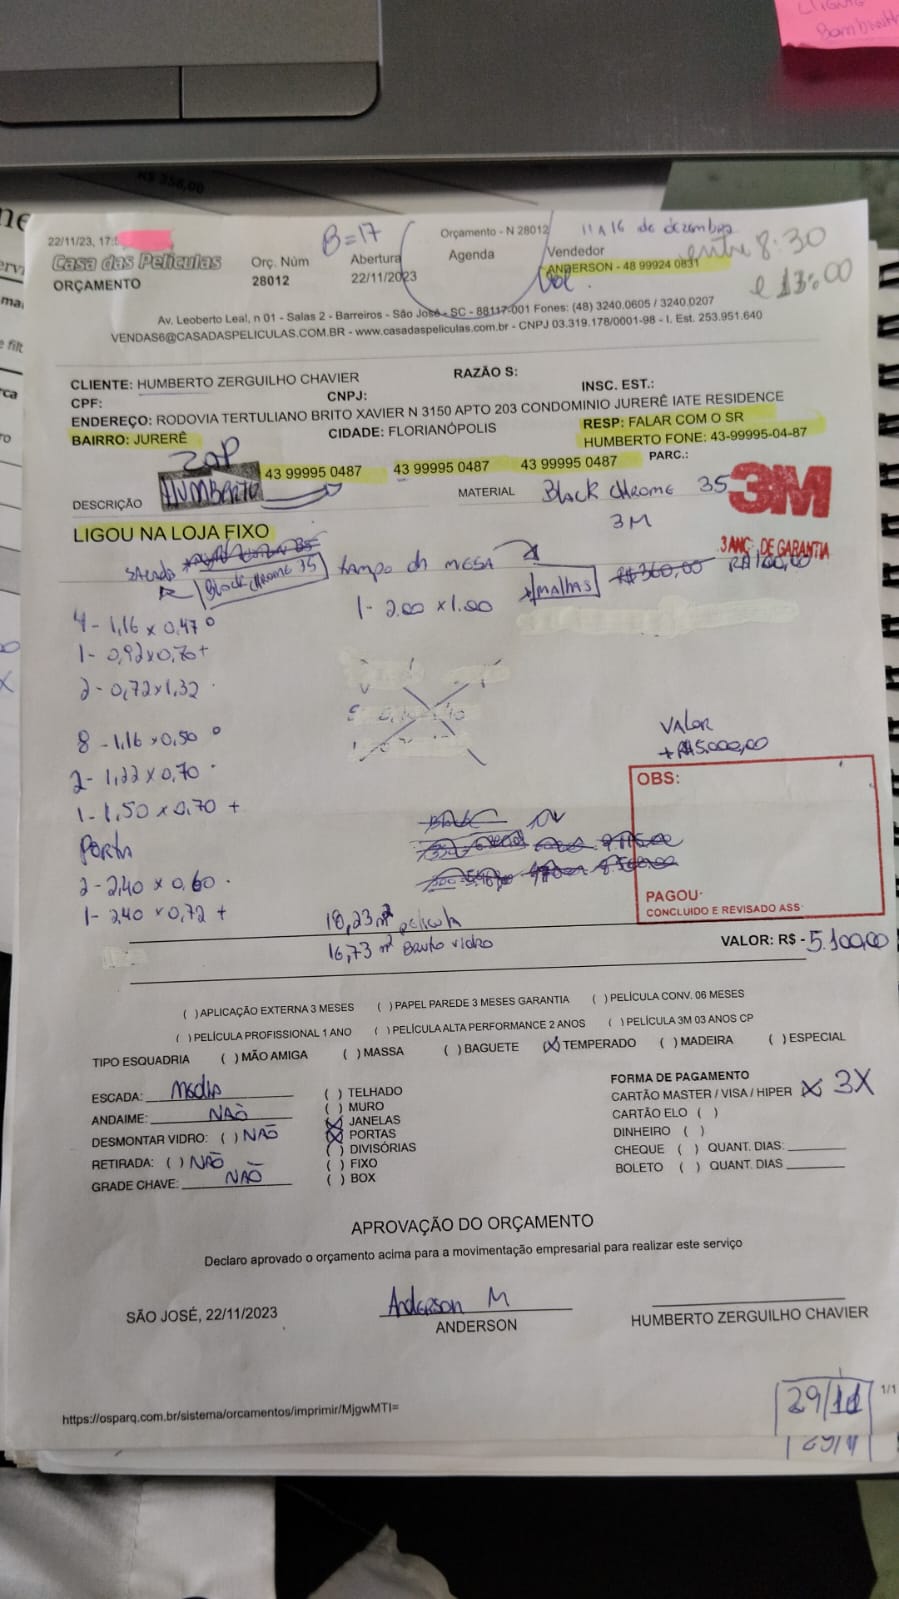 cliente
R$ 356,00
22/11/23, 17:
B=17
Orçamento - N 28012
11 a 16 de dezembro
entre 8:30
e 13:00
Casa das Películas
ORÇAMENTO
Orç. Núm
28012
Abertura
22/11/2023
Agenda
Vendedor
ANDERSON - 48 99924 0831
Av. Leoberto Leal, n 01 - Salas 2 - Barreiros - São José - SC - 88117-001 Fones: (48) 3240.0605 / 3240.0207
VENDAS6@CASADASPELICULAS.COM.BR - www.casadaspeliculas.com.br - CNPJ 03.319.178/0001-98 - I. Est. 253.951.640
CLIENTE: HUMBERTO ZERGUILHO CHAVIER
RAZÃO S:
CPF:
CNPJ:
INSC. EST.:
ENDEREÇO: RODOVIA TERTULIANO BRITO XAVIER N 3150 APTO 203 CONDOMINIO JURERÊ IATE RESIDENCE
BAIRRO: JURERÊ
CIDADE: FLORIANÓPOLIS
RESP: FALAR COM O SR
HUMBERTO FONE: 43-99995-04-87
ZAP
HUMBERTO
43 99995 0487 43 99995 0487 43 99995 0487
PARC.:
DESCRIÇÃO
MATERIAL
Black Chrome 35
3M
3M
3 ANOS DE GARANTIA
LIGOU NA LOJA FIXO
Black Chrome 35
tampo da mesa
1- 2.00 x 1.00
malhas
R$ 360,00
R$ 100,00
4 - 1,16 x 0,47 o
1- 0,92x0,70 +
2- 0,72x1,32 .
8 - 1,16 x 0,50 o
2- 1,22 x 0,70 .
1- 1,50 x 0,70 +
Porta
2- 2,40 x 0,60 .
1- 2,40 x 0,72 +
Valor
+ R$ 5.000,00
OBS:
PAGOU-
CONCLUIDO E REVISADO ASS
18,23 m² película
16,73 m² Bruto vidro
VALOR: R$ - 5.100,00
( ) APLICAÇÃO EXTERNA 3 MESES ( ) PAPEL PAREDE 3 MESES GARANTIA ( ) PELÍCULA CONV. 06 MESES
( ) PELÍCULA PROFISSIONAL 1 ANO ( ) PELÍCULA ALTA PERFORMANCE 2 ANOS ( ) PELÍCULA 3M 03 ANOS CP
TIPO ESQUADRIA ( ) MÃO AMIGA ( ) MASSA ( ) BAGUETE (X) TEMPERADO ( ) MADEIRA ( ) ESPECIAL
ESCADA: Media
ANDAIME: NÃO
DESMONTAR VIDRO: ( ) NÃO
RETIRADA: ( ) NÃO
GRADE CHAVE: NÃO
( ) TELHADO
( ) MURO
(X) JANELAS
(X) PORTAS
( ) DIVISÓRIAS
( ) FIXO
( ) BOX
FORMA DE PAGAMENTO
CARTÃO MASTER / VISA / HIPER X 3X
CARTÃO ELO ( )
DINHEIRO ( )
CHEQUE ( ) QUANT. DIAS:
BOLETO ( ) QUANT. DIAS
APROVAÇÃO DO ORÇAMENTO
Declaro aprovado o orçamento acima para a movimentação empresarial para realizar este serviço
SÃO JOSÉ, 22/11/2023
Anderson M
ANDERSON
HUMBERTO ZERGUILHO CHAVIER
29/11
1/1
https://osparq.com.br/sistema/orcamentos/imprimir/MjgwMTI=